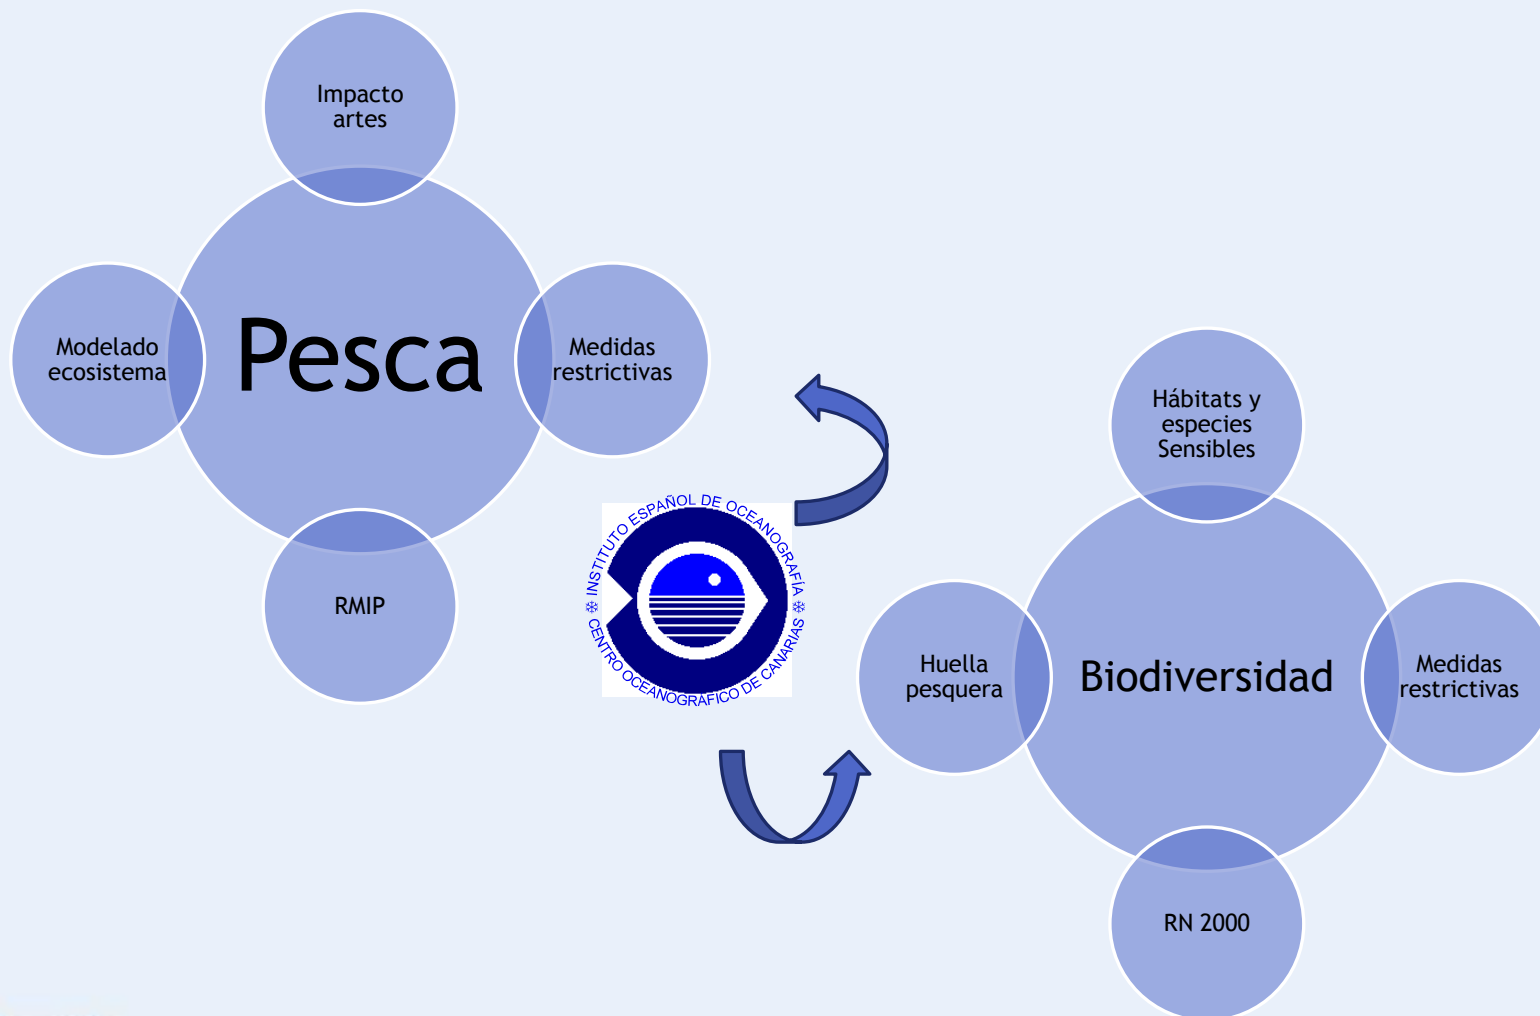 Impacto
artes
Modelado
ecosistema
Pesca
Medidas
restrictivas
RMIP
INSTITUTO ESPAÑOL DE OCEANOGRAFÍA
CENTRO OCEANOGRAFICO DE CANARIAS
Hábitats y
especies
Sensibles
Huella
pesquera
Biodiversidad
Medidas
restrictivas
RN 2000